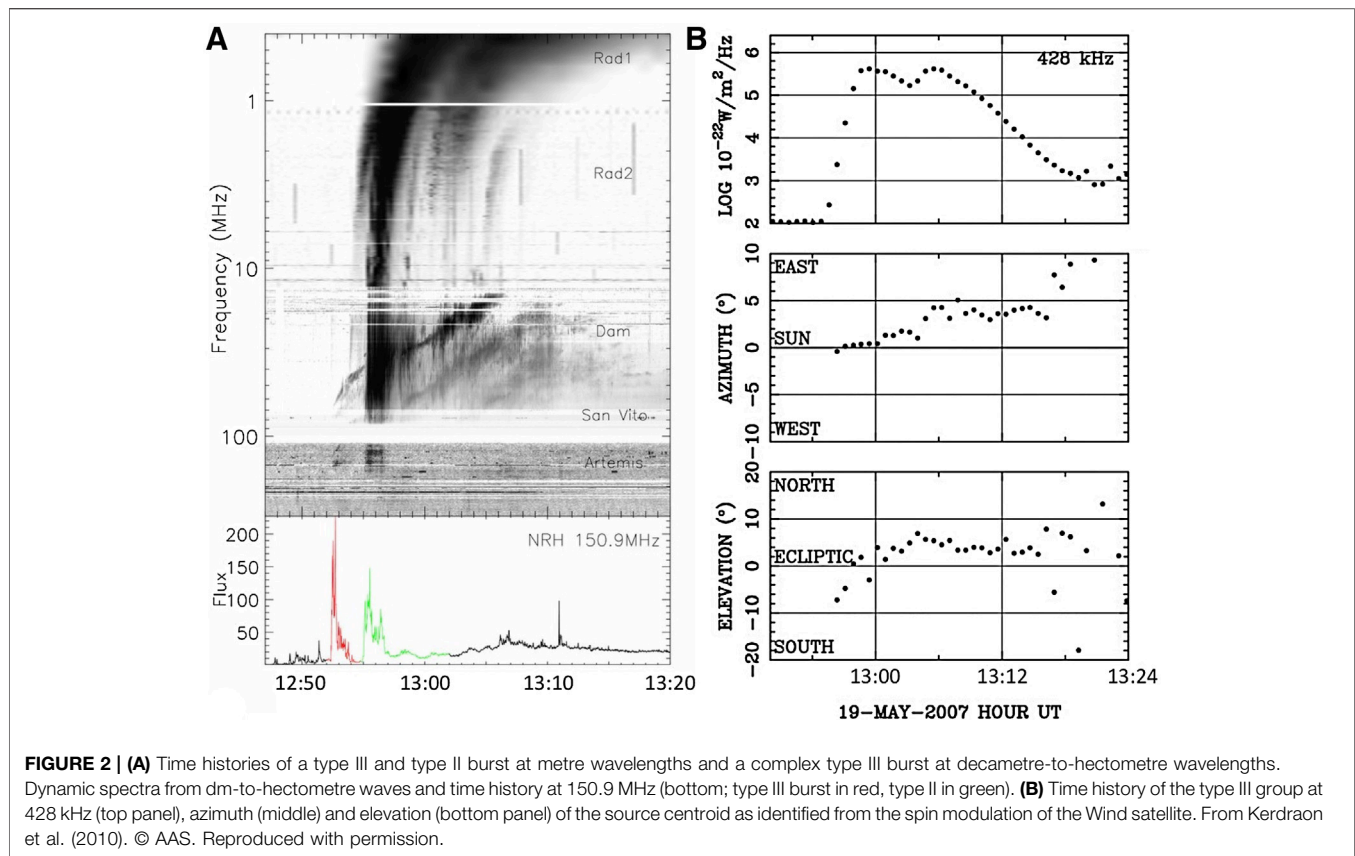 A
Rad1
1
Rad2
10
Dam
San Vito
100
Artemis
Frequency (MHz)
200
150
100
50
Flux
NRH 150.9MHz
12:50 13:00 13:10 13:20
B
428 kHz
6
5
4
3
2
LOG 10⁻²²W/m²/Hz
EAST
SUN
WEST
10
5
0
−5
−10
AZIMUTH (°)
NORTH
ECLIPTIC
SOUTH
20
10
0
−10
−20
ELEVATION (°)
13:00 13:12 13:24
19-MAY-2007 HOUR UT
FIGURE 2 | (A) Time histories of a type III and type II burst at metre wavelengths and a complex type III burst at decametre-to-hectometre wavelengths.
Dynamic spectra from dm-to-hectometre waves and time history at 150.9 MHz (bottom; type III burst in red, type II in green). (B) Time history of the type III group at
428 kHz (top panel), azimuth (middle) and elevation (bottom panel) of the source centroid as identified from the spin modulation of the Wind satellite. From Kerdraon
et al. (2010). © AAS. Reproduced with permission.